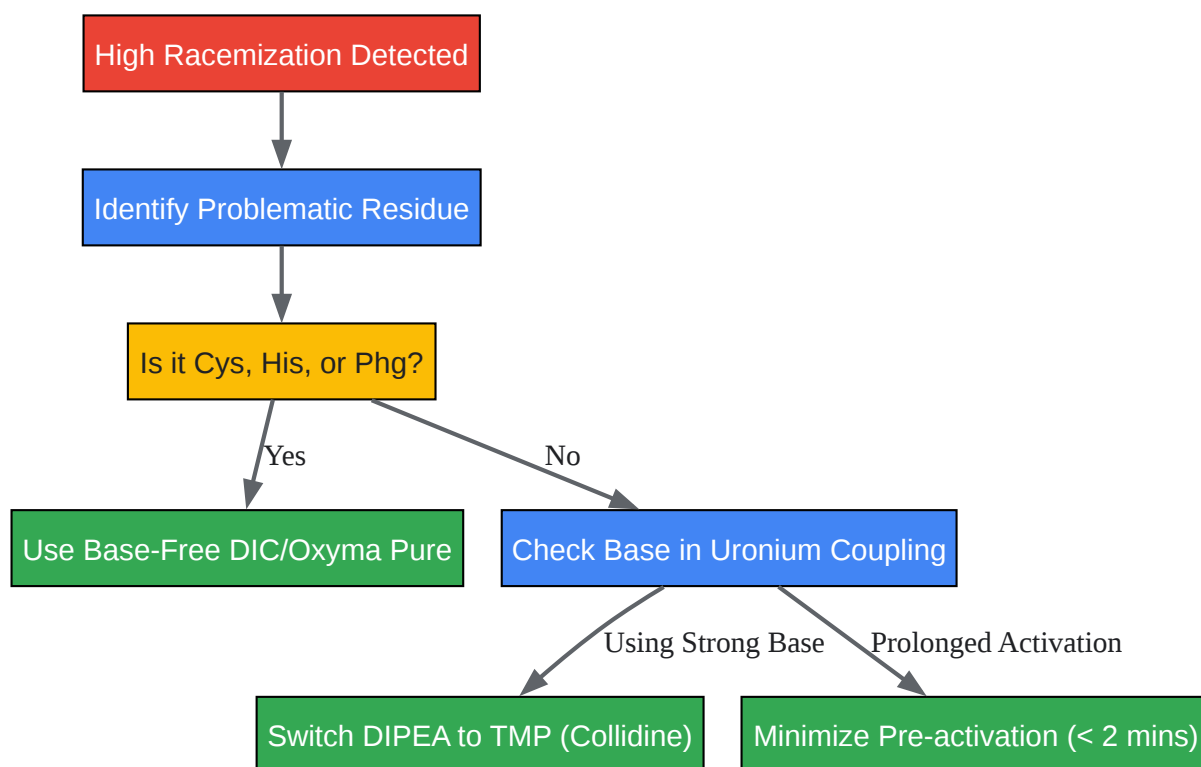 High Racemization Detected
Identify Problematic Residue
Is it Cys, His, or Phg?
Yes
No
Use Base-Free DIC/Oxyma Pure
Check Base in Uronium Coupling
Using Strong Base
Prolonged Activation
Switch DIPEA to TMP (Collidine)
Minimize Pre-activation (< 2 mins)